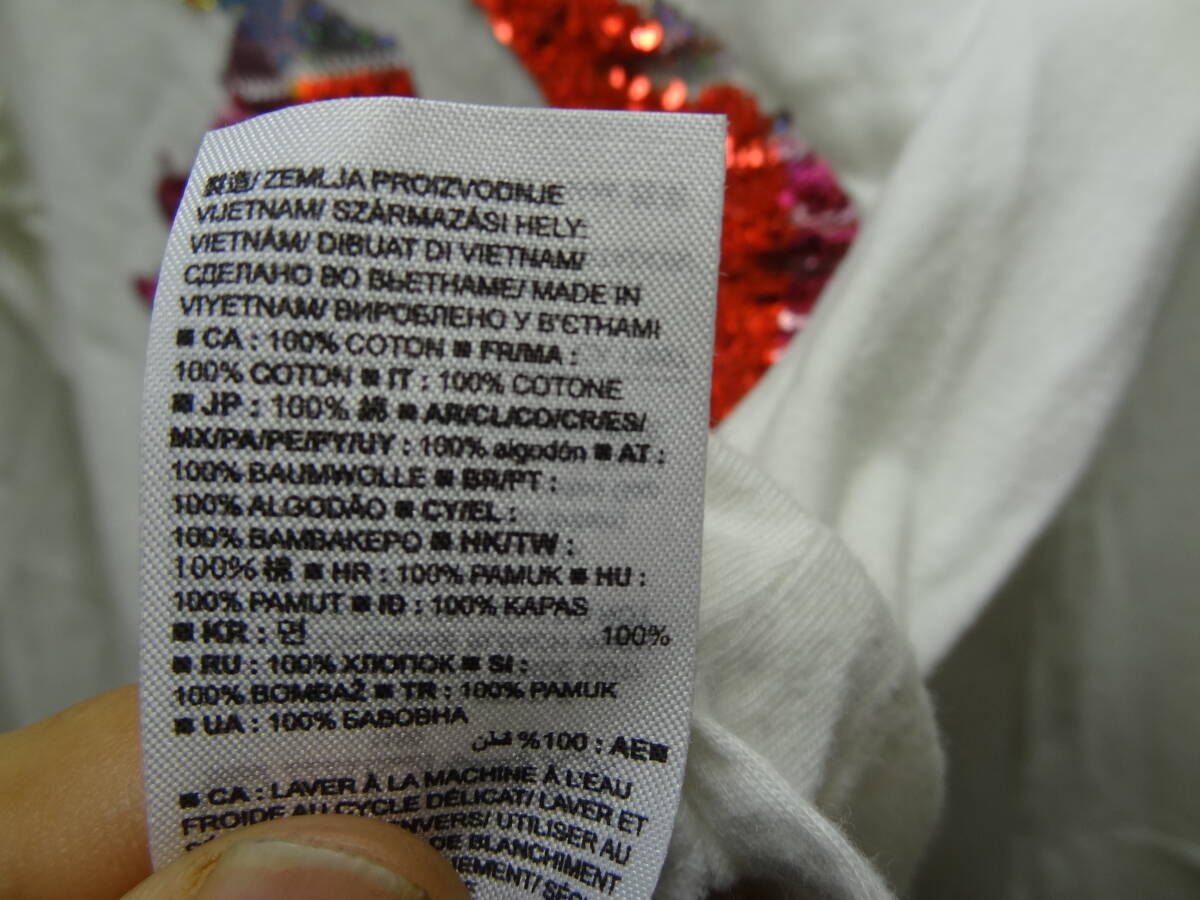 製造/ ZEMLJA PROIZVODNJE
VIJETNAM/ SZÁRMAZÁSI HELY:
VIETNÁM/ DIBUAT DI VIETNAM/
СДЕЛАНО ВО ВЬЕТНАМЕ/ MADE IN
VIYETNAM/ ВИРОБЛЕНО У В'ЄТНАМІ
■ CA : 100% COTON ■ FR/MA :
100% COTON ■ IT : 100% COTONE
■ JP : 100% 綿 ■ AR/CL/CO/CR/ES/
MX/PA/PE/PY/UY : 100% algodón ■ AT :
100% BAUMWOLLE ■ BR/PT :
100% ALGODÃO ■ CY/EL :
100% ΒΑΜΒΑΚΕΡΟ ■ HK/TW :
100% 棉 ■ HR : 100% PAMUK ■ HU :
100% PAMUT ■ ID : 100% KAPAS
■ KR : 면 100%
■ RU : 100% ХЛОПОК ■ SI :
100% BOMBAŽ ■ TR : 100% PAMUK
■ UA : 100% БАВОВНА
■AE : 100% قطن
■ CA : LAVER À LA MACHINE À L'EAU
FROIDE AU CYCLE DÉLICAT/ LAVER ET
UTILISER AU
DE BLANCHIMENT